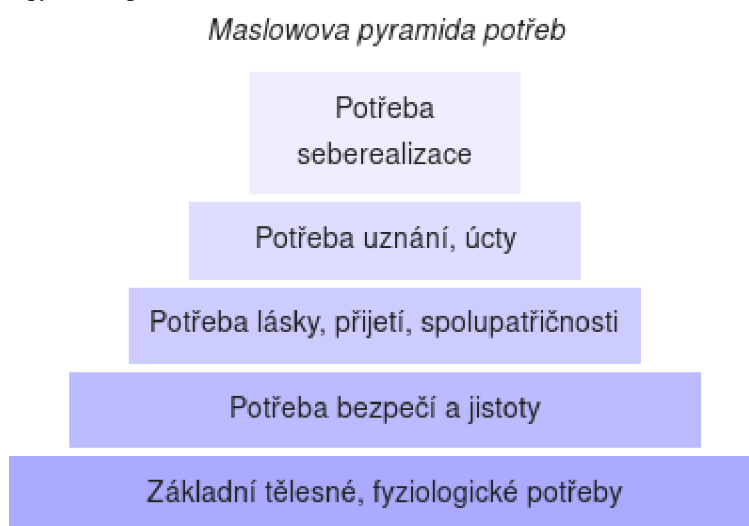 Maslowova pyramida potřeb
Potřeba
seberealizace
Potřeba uznání, úcty
Potřeba lásky, přijetí, spolupatřičnosti
Potřeba bezpečí a jistoty
Základní tělesné, fyziologické potřeby